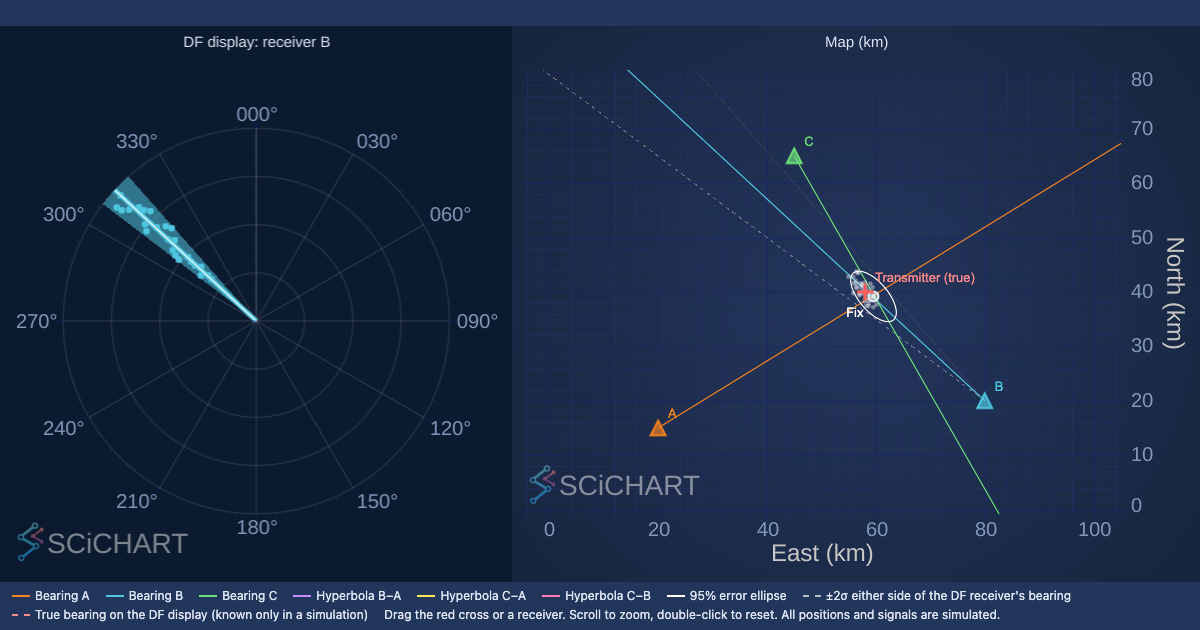 DF display: receiver B
000°
330°
030°
300°
060°
270°
090°
240°
120°
210°
150°
180°
SCiCHART
Map (km)
80
70
60
50
40
30
20
10
0
North (km)
C
Transmitter (true)
Fix
B
A
SCiCHART
0
20
40
60
80
100
East (km)
Bearing A
Bearing B
Bearing C
Hyperbola B–A
Hyperbola C–A
Hyperbola C–B
95% error ellipse
±2σ either side of the DF receiver's bearing
True bearing on the DF display (known only in a simulation)
Drag the red cross or a receiver. Scroll to zoom, double-click to reset. All positions and signals are simulated.